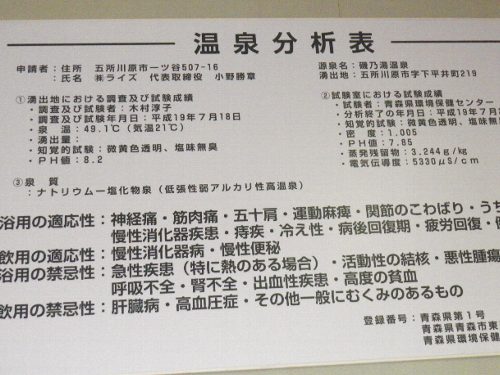 温泉分析表
申請者：住所　五所川原市一ツ谷507-16
：氏名　㈱ライズ　代表取締役　小野勝章
源泉名：磯乃湯温泉
湧出地：五所川原市字下平井町219
①湧出地における調査及び試験成績
・調査及び試験者：木村淳子
・調査及び試験年月日：平成19年7月18日
・泉　温：49.1℃（気温21℃）
・湧出量：
・知覚的試験：微黄色透明、塩味無臭
・PH値：8.2
②試験室における調査及び試験成績
・試験者：青森県環境保健センター
・分析終了の年月日：平成19年7月
・知覚的試験：微黄色透明、塩味無
・密　度：1.005
・PH値：7.85
・蒸発残留物：3.244g/kg
・電気伝導度：5330μS/cm
③泉　質
：ナトリウムー塩化物泉（低張性弱アルカリ性高温泉）
浴用の適応性：神経痛・筋肉痛・五十肩・運動麻痺・関節のこわばり・うち
慢性消化器疾患・痔疾・冷え性・病後回復期・疲労回復・健
飲用の適応性：慢性消化器病・慢性便秘
浴用の禁忌性：急性疾患（特に熱のある場合）・活動性の結核・悪性腫瘍
呼吸不全・腎不全・出血性疾患・高度の貧血
飲用の禁忌性：肝臓病・高血圧症・その他一般にむくみのあるもの
登録番号：青森県第1号
青森県青森市東
青森県環境保健